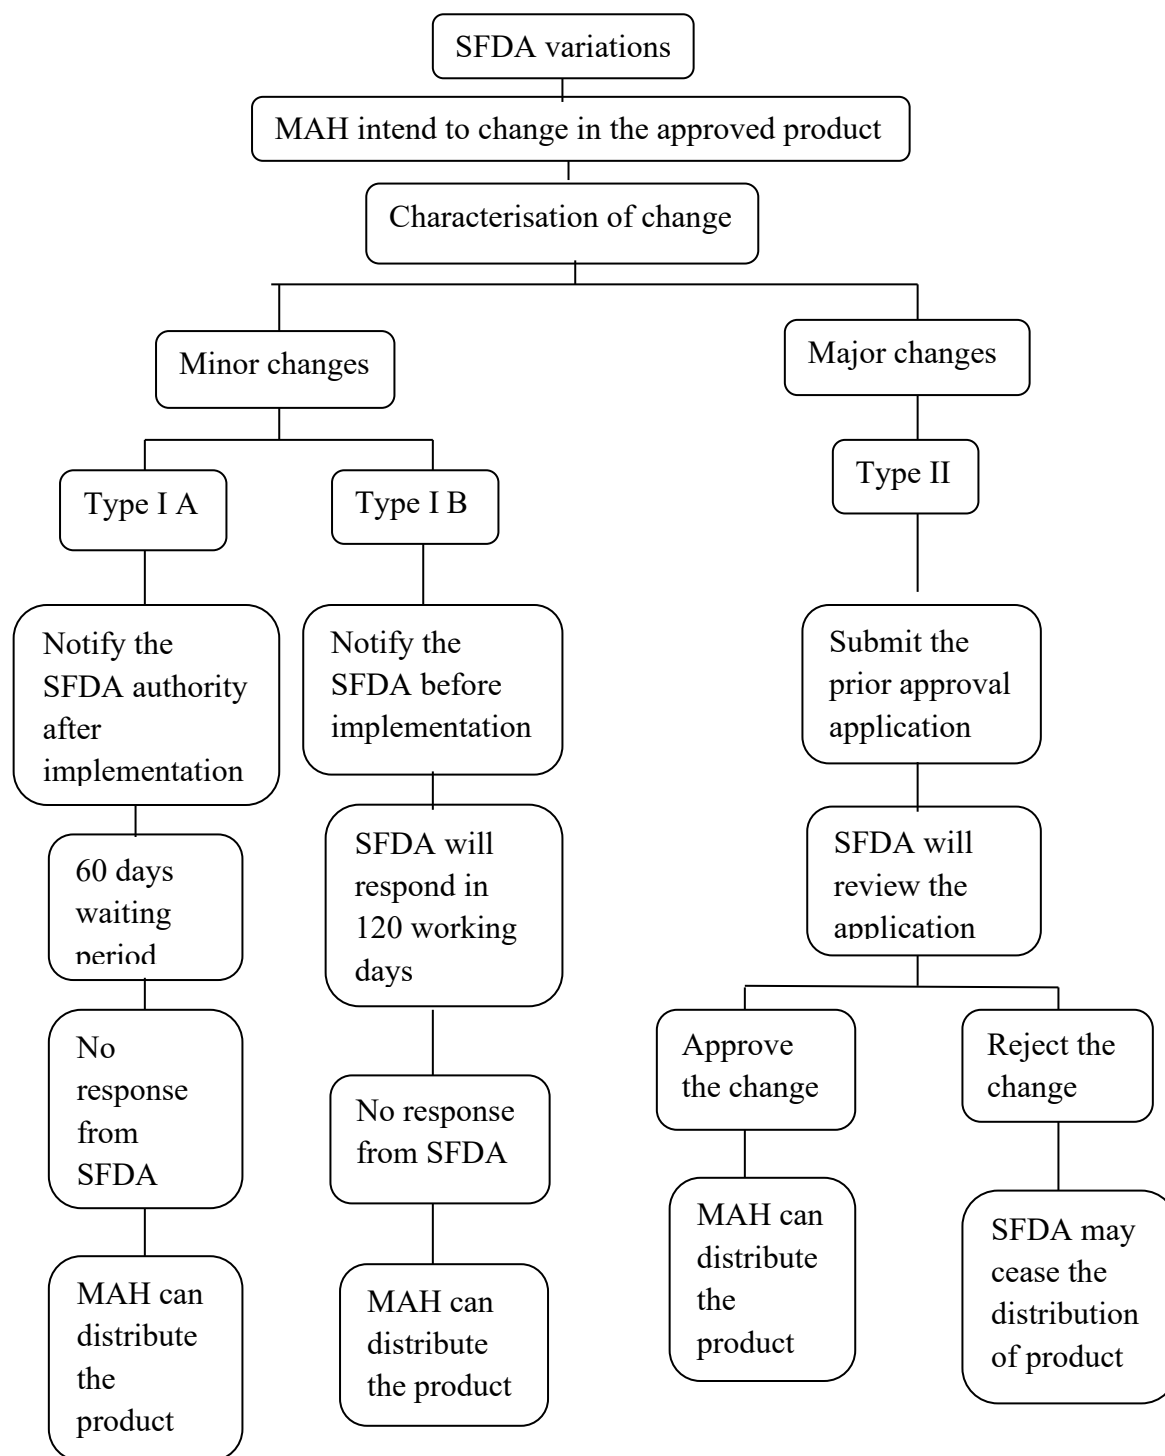 SFDA variations
MAH intend to change in the approved product
Characterisation of change
Minor changes
Major changes
Type I A
Type I B
Type II
Notify the
SFDA authority
after
implementation
Notify the
SFDA before
implementation
Submit the
prior approval
application
60 days
waiting
period
SFDA will
respond in
120 working
days
SFDA will
review the
application
No
response
from
SFDA
No response
from SFDA
Approve
the change
Reject the
change
MAH can
distribute
the
product
MAH can
distribute
the product
MAH can
distribute
the
product
SFDA may
cease the
distribution
of product